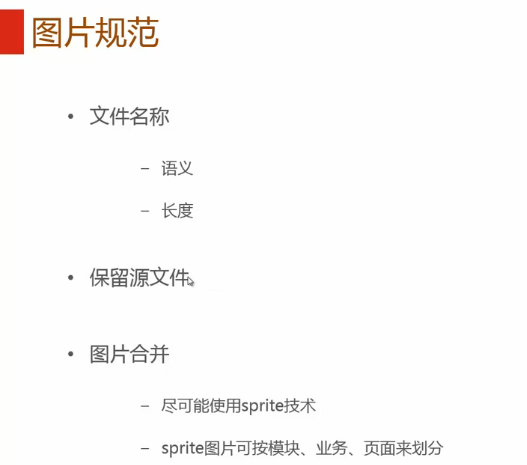 图片规范
• 文件名称
– 语义
– 长度
• 保留源文件
• 图片合并
– 尽可能使用sprite技术
– sprite图片可按模块、业务、页面来划分